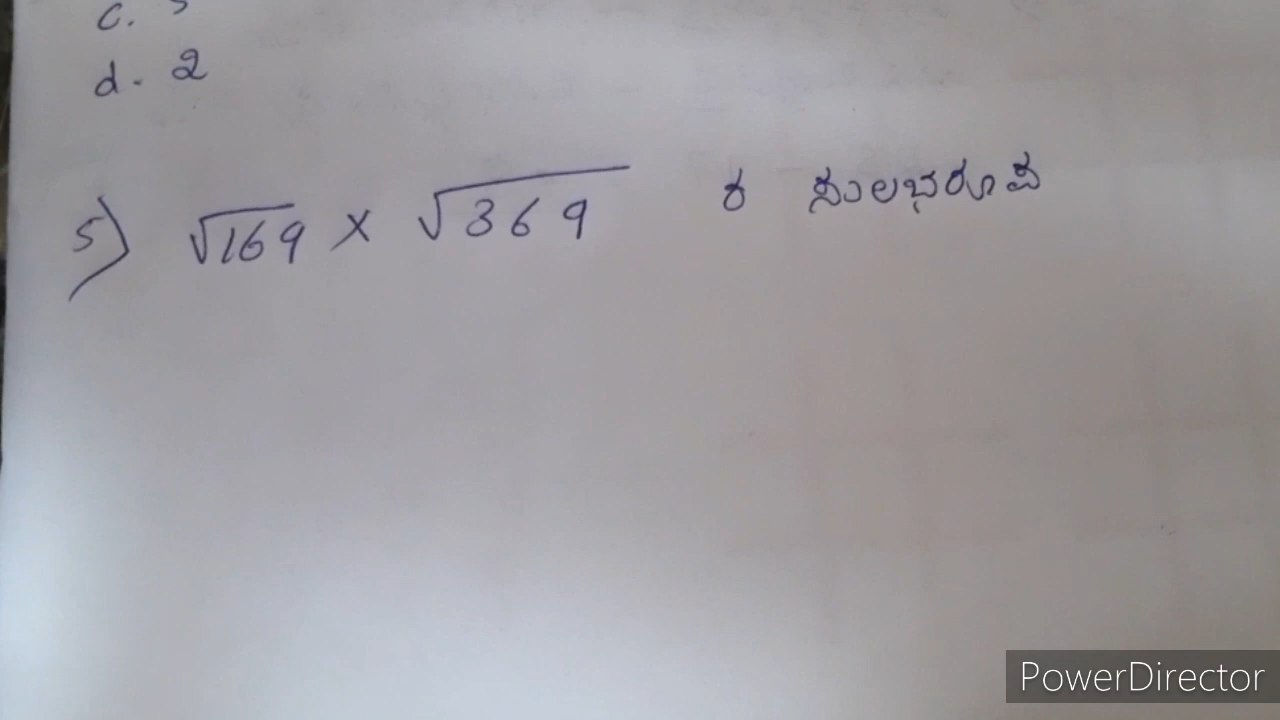 c.
d. 2
5) √169 × √369 ರ ಸುಲಭರೂಪ
PowerDirector